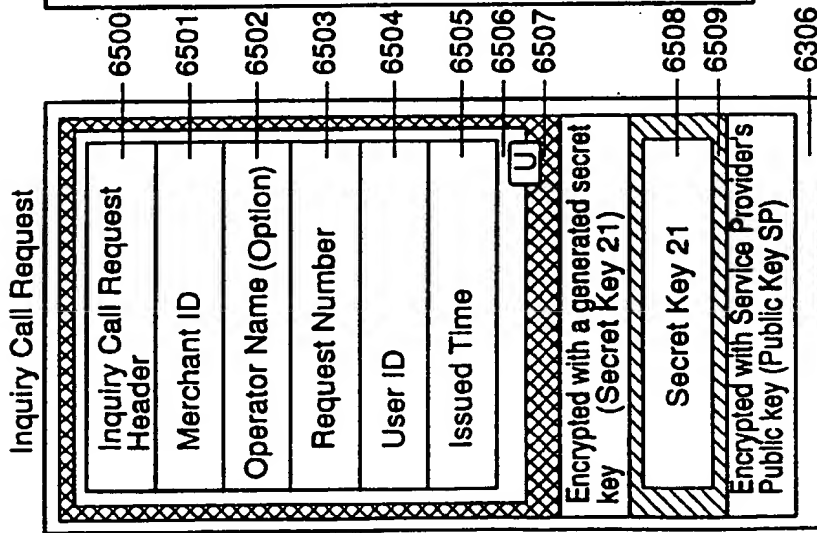 Inquiry Call Request
Inquiry Call Request
Header
Merchant ID
Operator Name (Option)
Request Number
User ID
Issued Time
U
Encrypted with a generated secret
key (Secret Key 21)
Secret Key 21
Encrypted with Service Provider's
Public key (Public Key SP)
6500
6501
6502
6503
6504
6505
6506
6507
6508
6509
6306